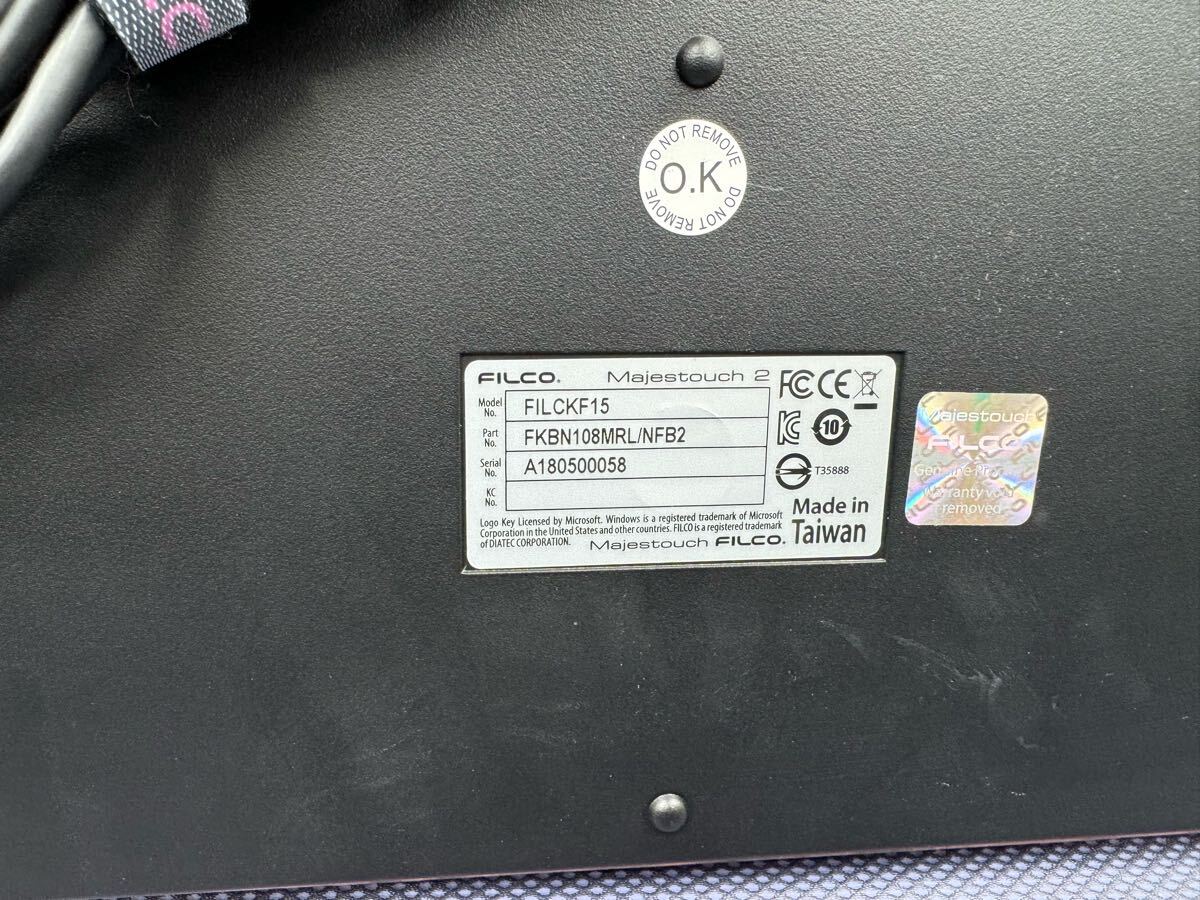 DO NOT REMOVE
O.K
DO NOT REMOVE
FILCO® Majestouch 2
Model No. FILCKF15
Part No. FKBN108MRL/NFB2
Serial No. A180500058
KC No.
FCC CE
10
T35888
Made in
Taiwan
Logo Key Licensed by Microsoft. Windows is a registered trademark of Microsoft
Corporation in the United States and other countries. FILCO is a registered trademark
of DIATEC CORPORATION.
Majestouch FILCO®
Majestouch
FILCO
Warranty
removed